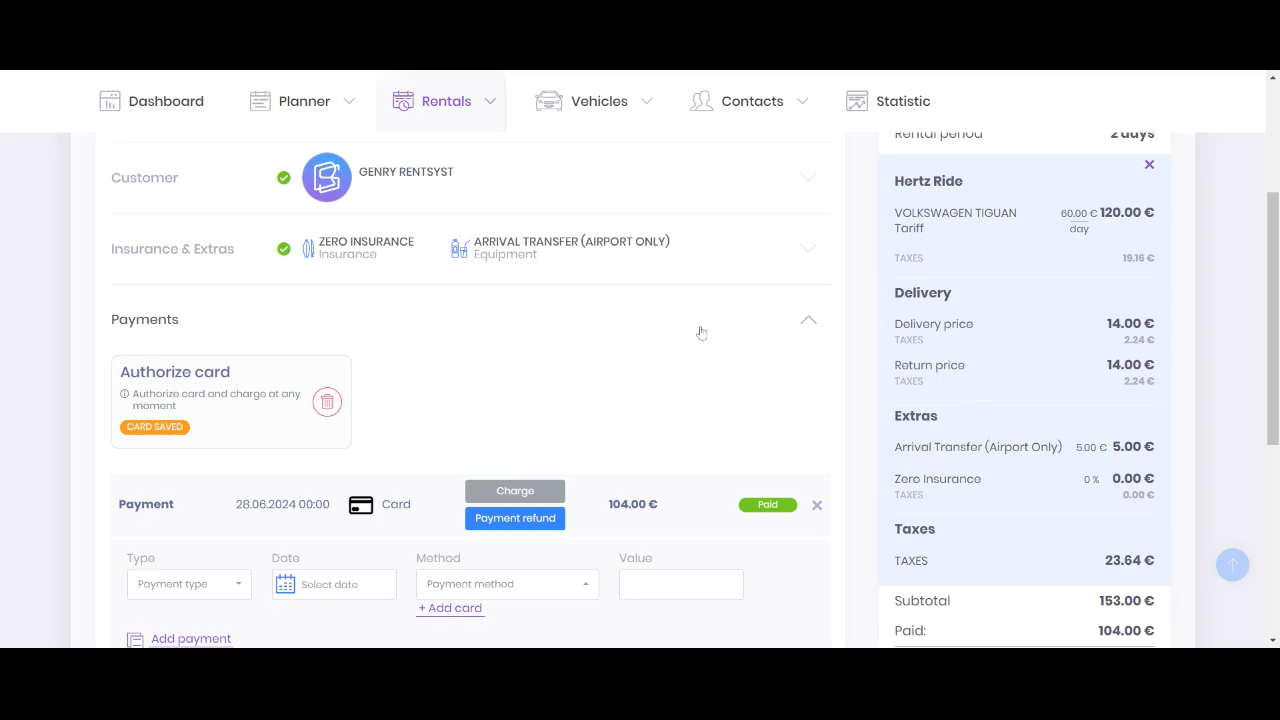 Dashboard
Planner
Rentals
Vehicles
Contacts
Statistic
Customer
GENRY RENTSYST
Insurance & Extras
ZERO INSURANCE
Insurance
ARRIVAL TRANSFER (AIRPORT ONLY)
Equipment
Payments
Authorize card
Authorize card and charge at any
moment
CARD SAVED
Payment 28.06.2024 00:00 Card
Charge
Payment refund
104.00 €
Paid
Type
Payment type
Date
Select date
Method
Payment method
+ Add card
Value
Add payment
Rental period 2 days
Hertz Ride
VOLKSWAGEN TIGUAN 60.00 € 120.00 €
Tariff day
TAXES 19.16 €
Delivery
Delivery price 14.00 €
TAXES 2.24 €
Return price 14.00 €
TAXES 2.24 €
Extras
Arrival Transfer (Airport Only) 5.00 € 5.00 €
Zero Insurance 0 % 0.00 €
TAXES 0.00 €
Taxes
TAXES 23.64 €
Subtotal 153.00 €
Paid: 104.00 €